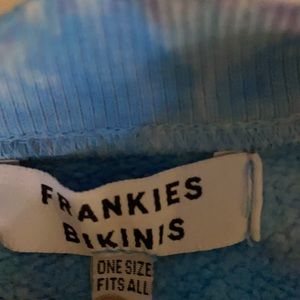 FRANKIES
BIKINIS
ONE SIZE
FITS ALL